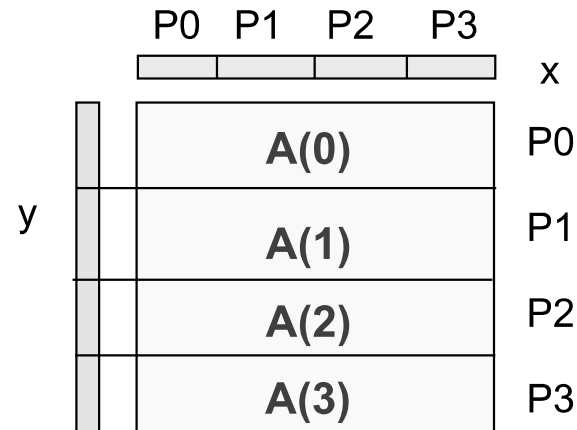 P0 P1 P2 P3
x
A(0) P0
y A(1) P1
A(2) P2
A(3) P3